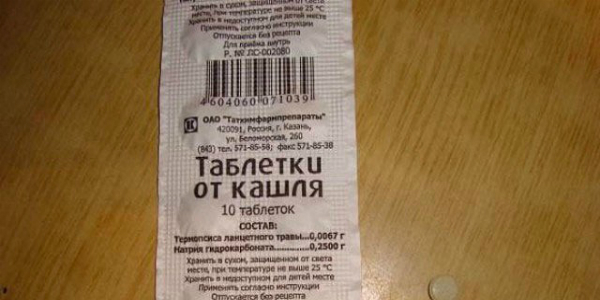 Хранить в сухом, защищенном от света
месте, при температуре не выше 25 °С
Хранить в недоступном для детей месте
Применять согласно инструкции
Отпускается без рецепта
Для приёма внутрь
Р. № ЛС-002080
4604060071039
ОАО "Татхимфармпрепараты"
420091, Россия, г. Казань,
ул. Беломорская, 260
(843) тел. 571-85-58; факс 571-85-38
Таблетки
от кашля
10 таблеток
СОСТАВ:
Термопсиса ланцетного травы...0,0067 г
Натрия гидрокарбоната............0,2500 г
Хранить в сухом, защищенном от света
месте, при температуре не выше 25 °С
Хранить в недоступном для детей месте
Применять согласно инструкции
Отпускается без рецепта